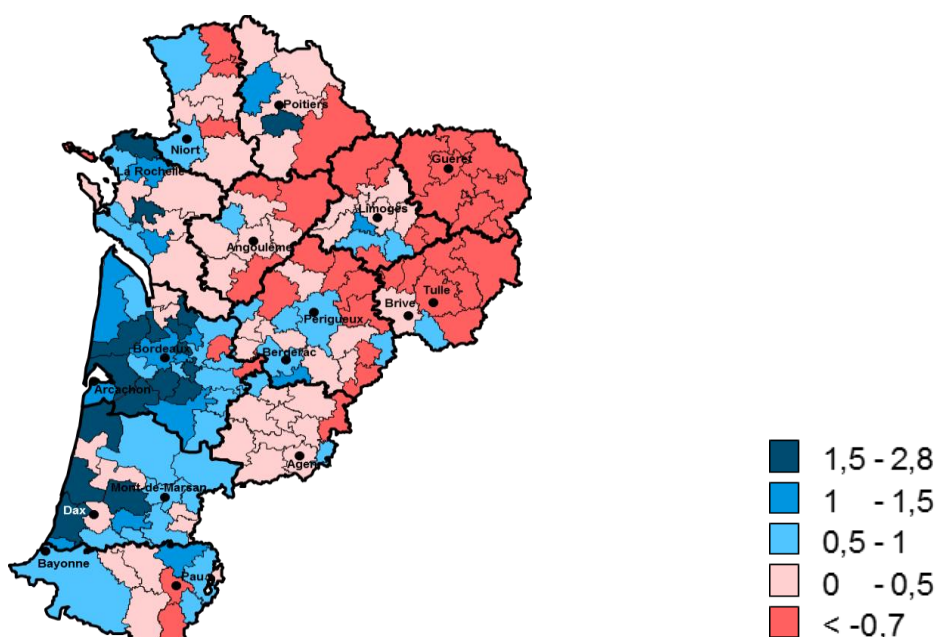 Poitiers
Niort
La Rochelle
Guéret
Limoges
Angoulême
Tulle
Brive
Périgueux
Bordeaux
Bergerac
Arcachon
Agen
Mont-de-Marsan
Dax
Bayonne
Pau
1,5 - 2,8
1 - 1,5
0,5 - 1
0 - 0,5
< -0,7